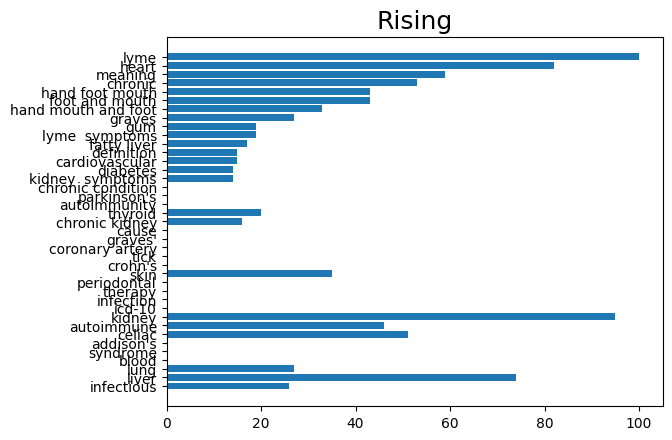 Rising
lyme
heart
meaning
chronic
hand foot mouth
foot and mouth
hand mouth and foot
graves
gum
lyme  symptoms
fatty liver
definition
cardiovascular
diabetes
kidney  symptoms
chronic condition
parkinson's
autoimmunity
thyroid
chronic kidney
cause
graves'
coronary artery
tick
crohn's
skin
periodontal
therapy
infection
icd-10
kidney
autoimmune
celiac
addison's
syndrome
blood
lung
liver
infectious
0 20 40 60 80 100